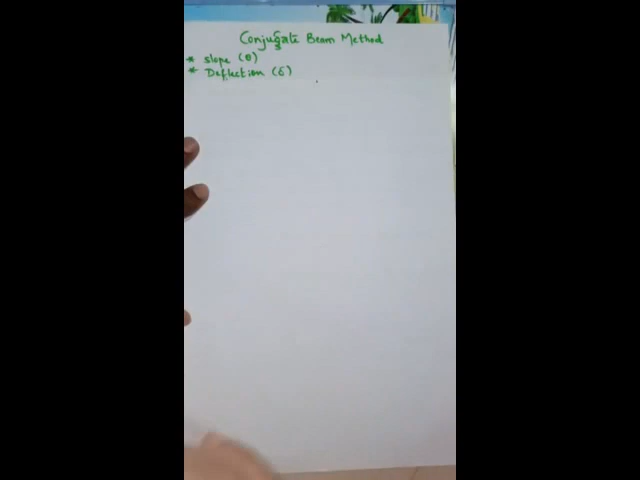 Conjugate Beam Method
* Slope (θ)
* Deflection (δ)